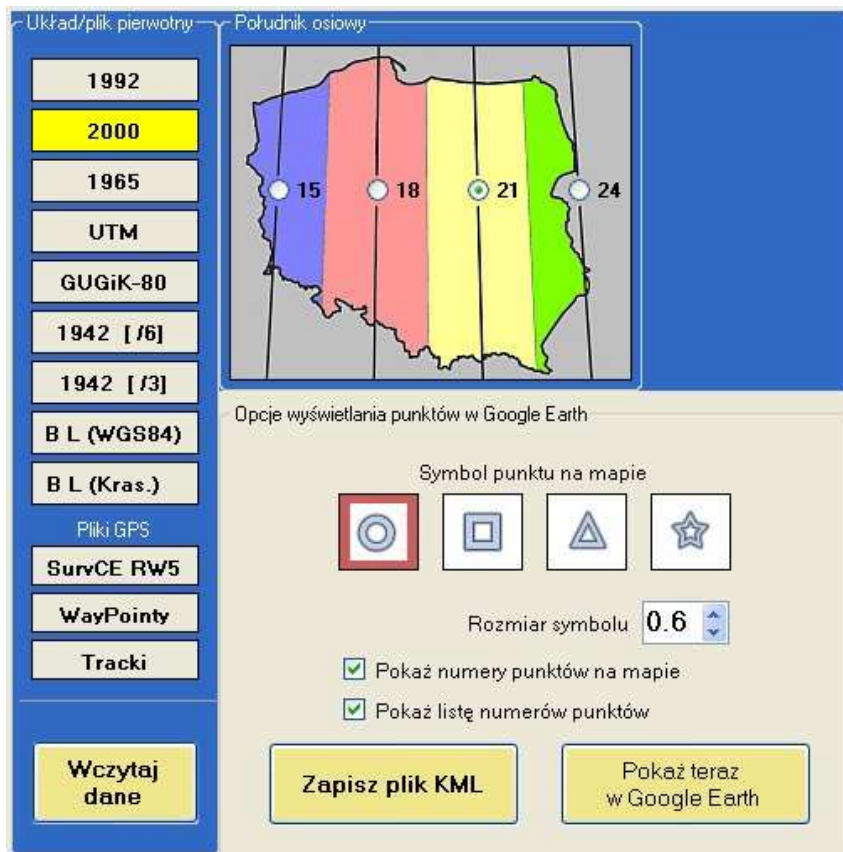 Układ/plik pierwotny
1992
2000
1965
UTM
GUGiK-80
1942 [ /6]
1942 [ /3]
B L (WGS84)
B L (Kras.)
Pliki GPS
SurvCE RW5
WayPointy
Tracki
Wczytaj
dane
Południk osiowy
15 18 21 24
Opcje wyświetlania punktów w Google Earth
Symbol punktu na mapie
Rozmiar symbolu 0.6
Pokaż numery punktów na mapie
Pokaż listę numerów punktów
Zapisz plik KML
Pokaż teraz
w Google Earth